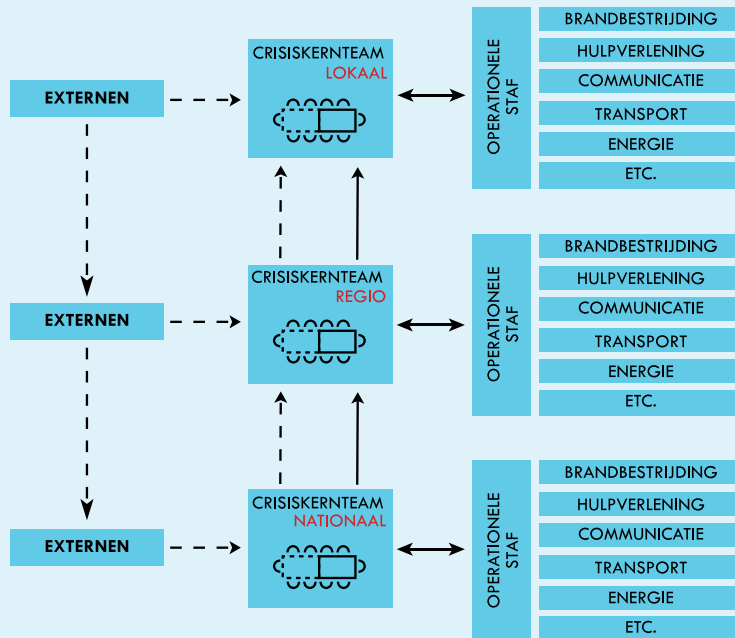 EXTERNEN
CRISISKERNTEAM
LOKAAL
OPERATIONELE
STAF
BRANDBESTRIJDING
HULPVERLENING
COMMUNICATIE
TRANSPORT
ENERGIE
ETC.
EXTERNEN
CRISISKERNTEAM
REGIO
OPERATIONELE
STAF
BRANDBESTRIJDING
HULPVERLENING
COMMUNICATIE
TRANSPORT
ENERGIE
ETC.
EXTERNEN
CRISISKERNTEAM
NATIONAAL
OPERATIONELE
STAF
BRANDBESTRIJDING
HULPVERLENING
COMMUNICATIE
TRANSPORT
ENERGIE
ETC.